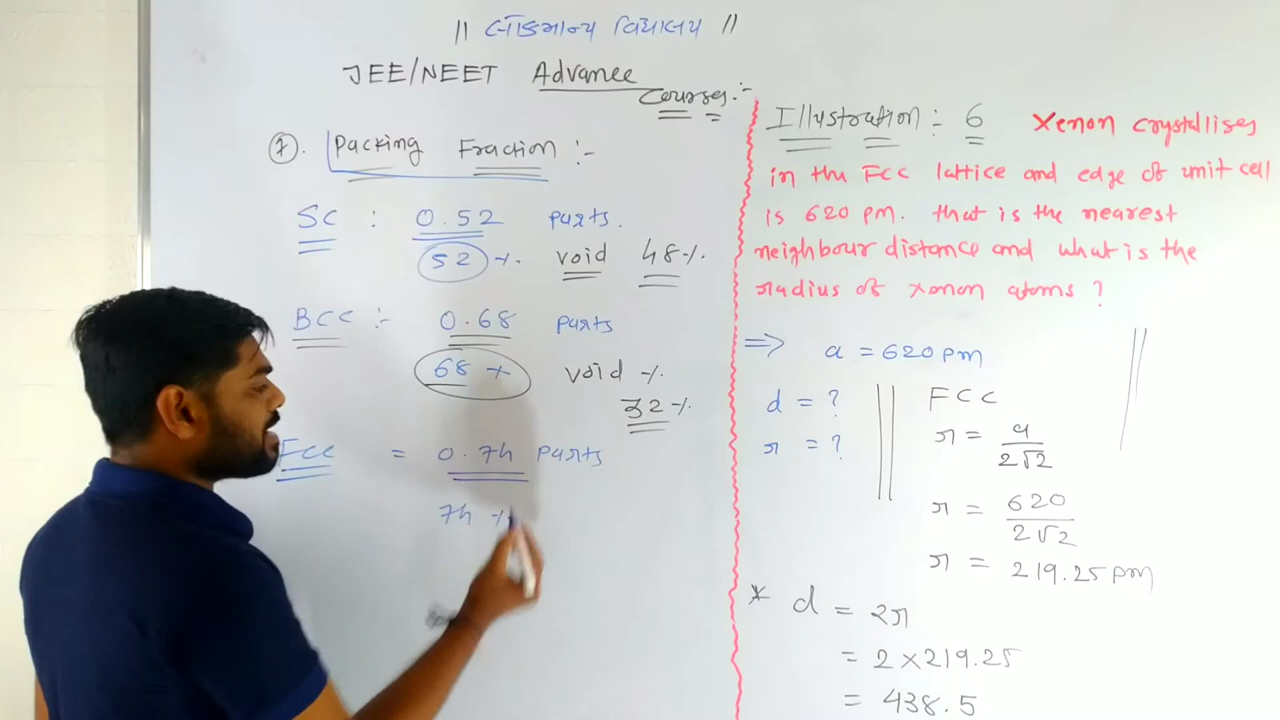 || લોકમાન્ય વિદ્યાલય ||
JEE/NEET Advance
Courses:-
7. Packing Fraction :-
SC : 0.52 parts.
52 %. void 48%.
BCC :- 0.68 parts
68 % void %.
32%.
FCC = 0.74 parts
74 %
Illustration:- 6 Xenon crystallises
in the FCC lattice and edge of unit cell
is 620 pm. that is the nearest
neighbour distance and what is the
radius of xenon atoms ?
⇒ a = 620 pm
d = ?
r = ?
FCC
r = a/2√2
r = 620/2√2
r = 219.25 pm
* d = 2r
= 2×219.25
= 438.5